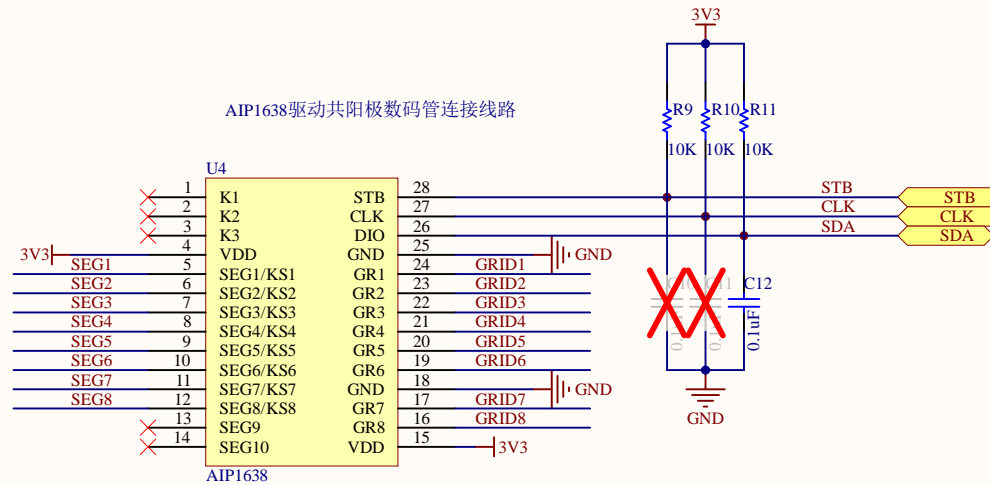 3V3
AIP1638驱动共阳极数码管连接线路
R9 R10 R11
10K 10K 10K
U4
1 K1 STB 28 STB STB
2 K2 CLK 27 CLK CLK
3 K3 DIO 26 SDA SDA
3V3 4 VDD GND 25 GND
SEG1 5 SEG1/KS1 GR1 24 GRID1
SEG2 6 SEG2/KS2 GR2 23 GRID2
SEG3 7 SEG3/KS3 GR3 22 GRID3
SEG4 8 SEG4/KS4 GR4 21 GRID4
SEG5 9 SEG5/KS5 GR5 20 GRID5
SEG6 10 SEG6/KS6 GR6 19 GRID6
SEG7 11 SEG7/KS7 GND 18 GND
SEG8 12 SEG8/KS8 GR7 17 GRID7
13 SEG9 GR8 16 GRID8
14 SEG10 VDD 15 3V3
AIP1638
C12
0.1uF
GND